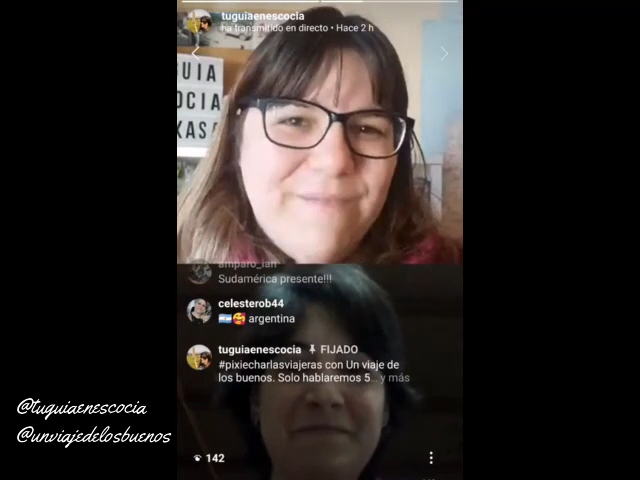 tuguiaenescocia
ha transmitido en directo • Hace 2 h
GUIA
OCIA
XASA
amparo_ian
Sudamérica presente!!!
celesterob44
argentina
tuguiaenescocia FIJADO
#pixiecharlasviajeras con Un viaje de
los buenos. Solo hablaremos 5... y más
142
@tuguiaenescocia
@unviajedelosbuenos